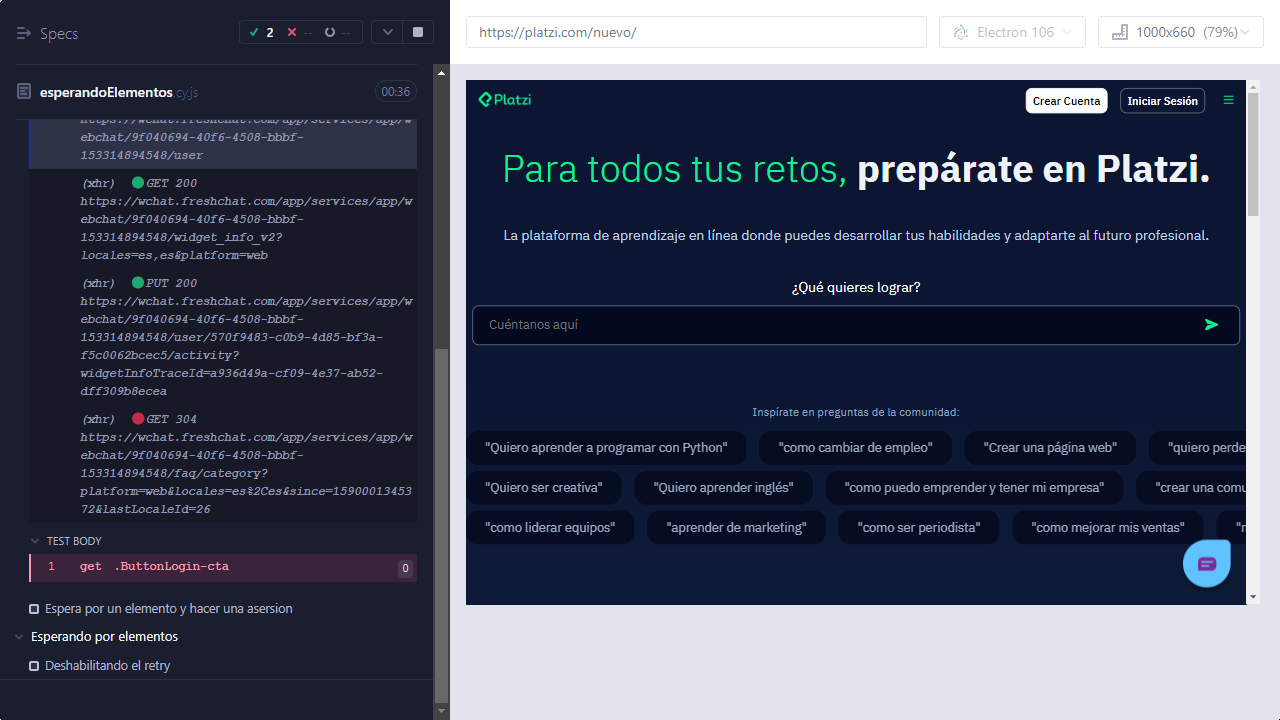 Specs
2
--
--
esperandoElementos.cy.js
00:36
https://wchat.freshchat.com/app/services/app/w
ebchat/9f040694-40f6-4508-bbbf-
153314894548/user
(xhr) GET 200
https://wchat.freshchat.com/app/services/app/w
ebchat/9f040694-40f6-4508-bbbf-
153314894548/widget_info_v2?
locales=es,es&platform=web
(xhr) PUT 200
https://wchat.freshchat.com/app/services/app/w
ebchat/9f040694-40f6-4508-bbbf-
153314894548/user/570f9483-c0b9-4d85-bf3a-
f5c0062bcec5/activity?
widgetInfoTraceId=a936d49a-cf09-4e37-ab52-
dff309b8ecea
(xhr) GET 304
https://wchat.freshchat.com/app/services/app/w
ebchat/9f040694-40f6-4508-bbbf-
153314894548/faq/category?
platform=web&locales=es%2Ces&since=15900013453
72&lastLocaleId=26
TEST BODY
1 get .ButtonLogin-cta 0
Espera por un elemento y hacer una asersion
Esperando por elementos
Deshabilitando el retry
https://platzi.com/nuevo/
Electron 106
1000x660 (79%)
Platzi
Crear Cuenta
Iniciar Sesión
Para todos tus retos, prepárate en Platzi.
La plataforma de aprendizaje en línea donde puedes desarrollar tus habilidades y adaptarte al futuro profesional.
¿Qué quieres lograr?
Cuéntanos aquí
Inspírate en preguntas de la comunidad:
"Quiero aprender a programar con Python" "como cambiar de empleo" "Crear una página web" "quiero perde
"Quiero ser creativa" "Quiero aprender inglés" "como puedo emprender y tener mi empresa" "crear una comu
"como liderar equipos" "aprender de marketing" "como ser periodista" "como mejorar mis ventas"